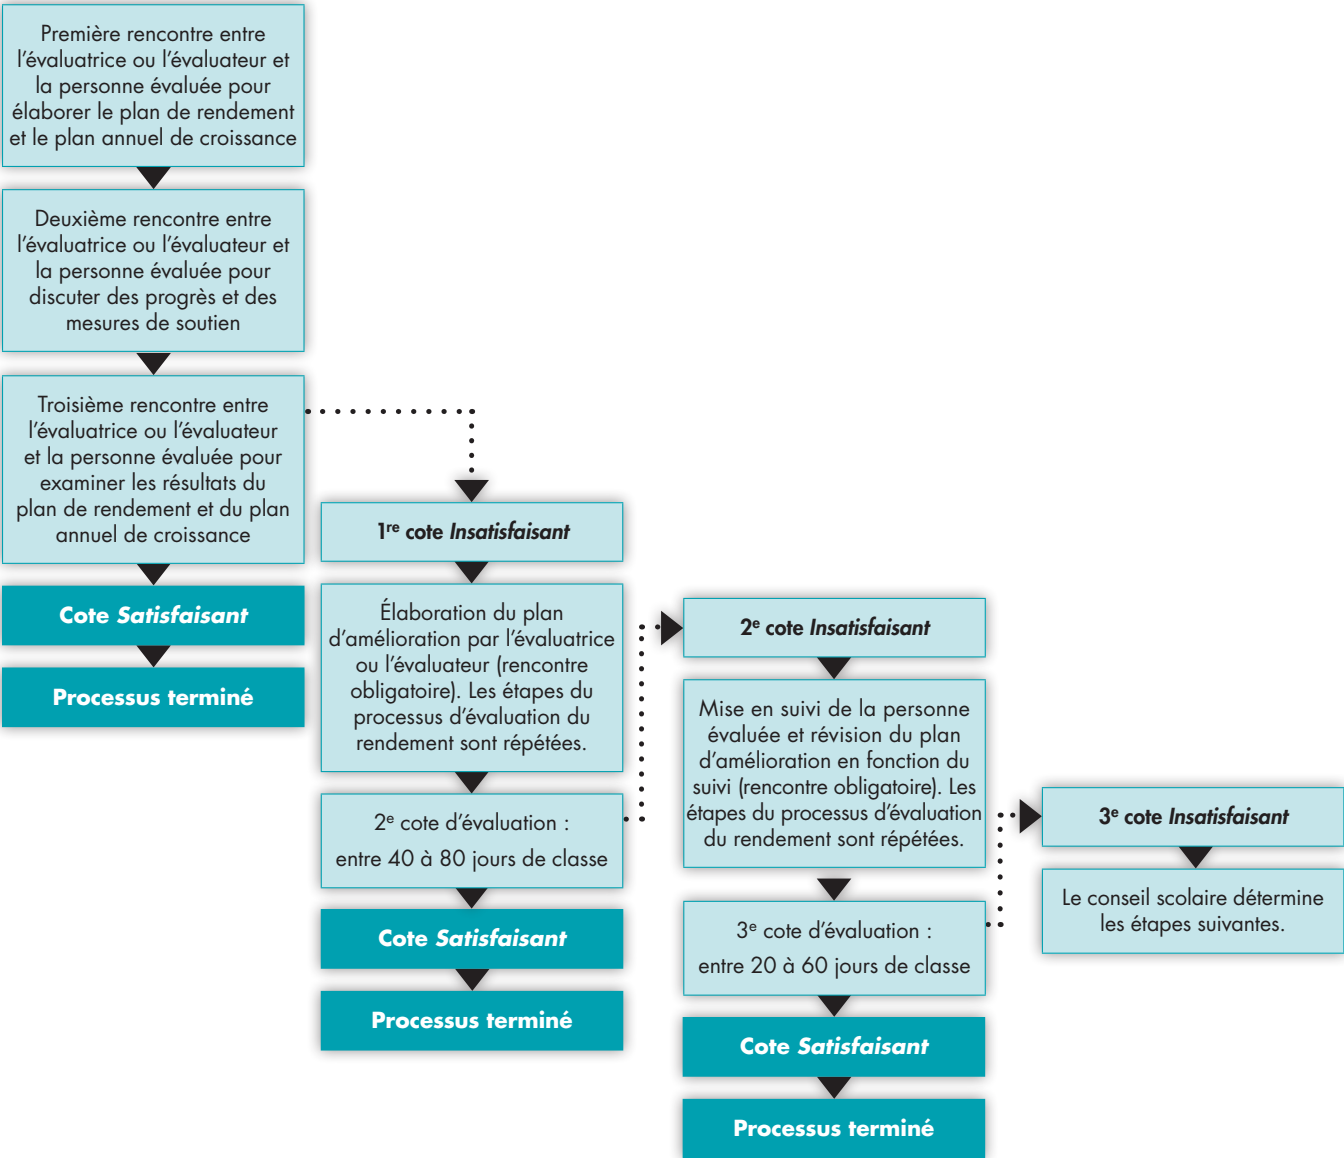 Première rencontre entre
l'évaluatrice ou l'évaluateur et
la personne évaluée pour
élaborer le plan de rendement
et le plan annuel de croissance
Deuxième rencontre entre
l'évaluatrice ou l'évaluateur et
la personne évaluée pour
discuter des progrès et des
mesures de soutien
Troisième rencontre entre
l'évaluatrice ou l'évaluateur
et la personne évaluée pour
examiner les résultats du
plan de rendement et du plan
annuel de croissance
Cote Satisfaisant
Processus terminé
1re cote Insatisfaisant
Élaboration du plan
d'amélioration par l'évaluatrice
ou l'évaluateur (rencontre
obligatoire). Les étapes du
processus d'évaluation du
rendement sont répétées.
2e cote d'évaluation :
entre 40 à 80 jours de classe
Cote Satisfaisant
Processus terminé
2e cote Insatisfaisant
Mise en suivi de la personne
évaluée et révision du plan
d'amélioration en fonction du
suivi (rencontre obligatoire). Les
étapes du processus d'évaluation
du rendement sont répétées.
3e cote d'évaluation :
entre 20 à 60 jours de classe
Cote Satisfaisant
Processus terminé
3e cote Insatisfaisant
Le conseil scolaire détermine
les étapes suivantes.